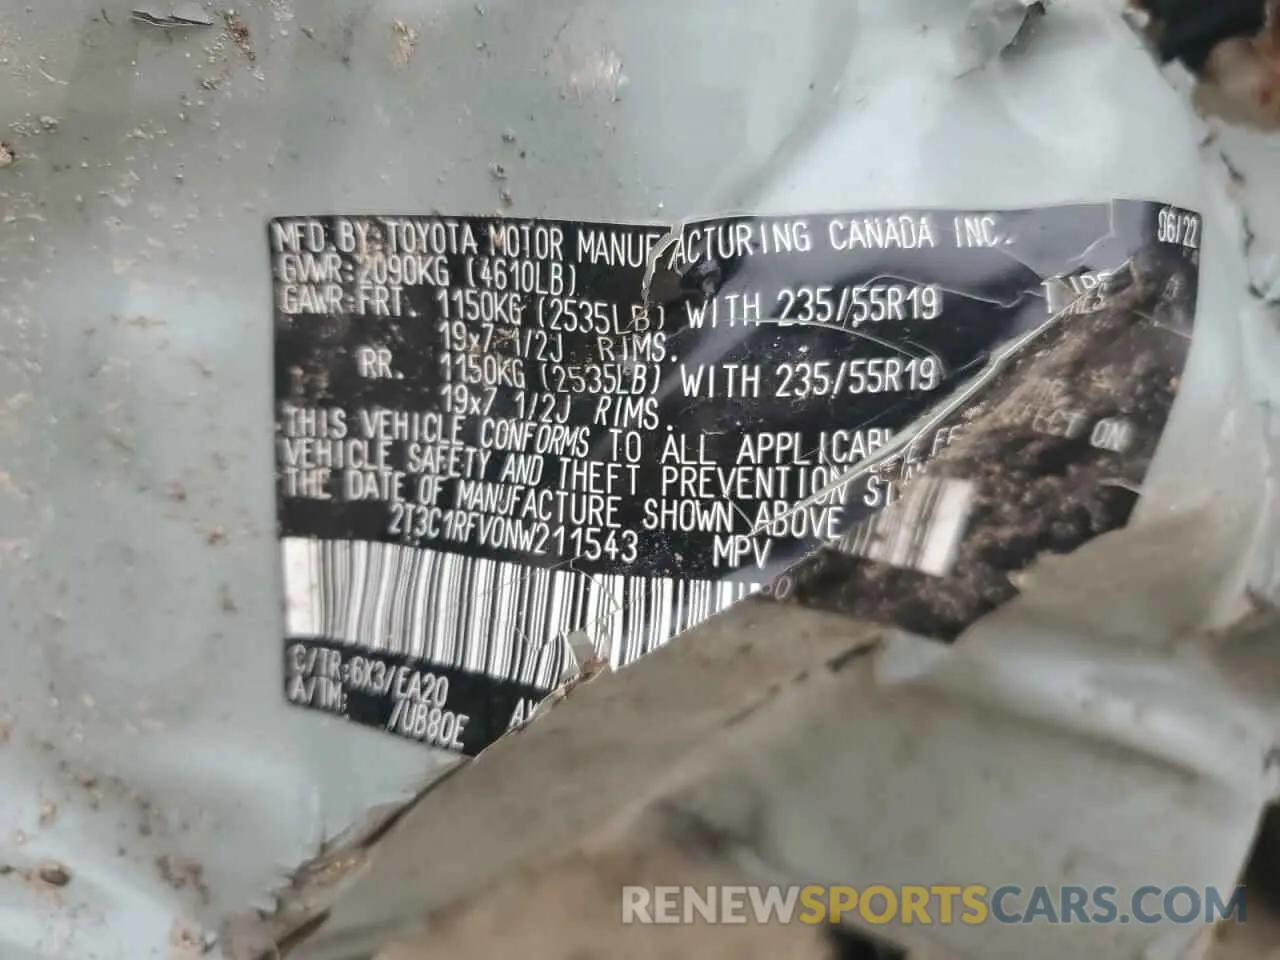 MFD.BY TOYOTA MOTOR MANUFACTURING CANADA INC. 06/22
GVWR:2090KG (4610LB)
GAWR:FRT. 1150KG (2535LB) WITH 235/55R19
19x7 1/2J RIMS.
RR. 1150KG (2535LB) WITH 235/55R19
19x7 1/2J RIMS.
THIS VEHICLE CONFORMS TO ALL APPLICABLE
VEHICLE SAFETY AND THEFT PREVENTION ON
THE DATE OF MANUFACTURE SHOWN ABOVE
2T3C1RFV0NW211543 MPV
C/TR:6X3/EA20
A/TM: /UB80E
RENEWSPORTSCARS.COM